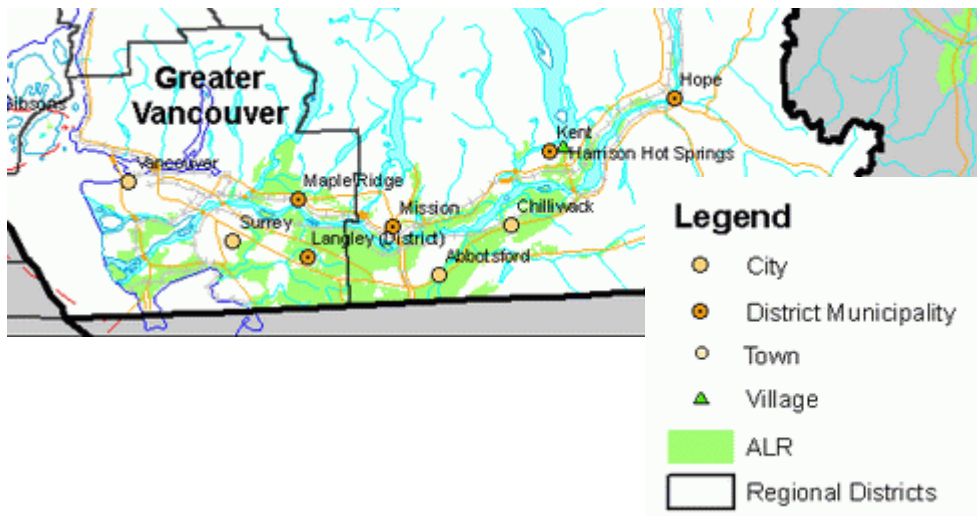 Greater
Vancouver
Hope
ibsons
Kent
Harrison Hot Springs
Vancouver
Maple Ridge
Mission
Chilliwack
Surrey
Langley (District)
Abbotsford
Legend
City
District Municipality
Town
Village
ALR
Regional Districts